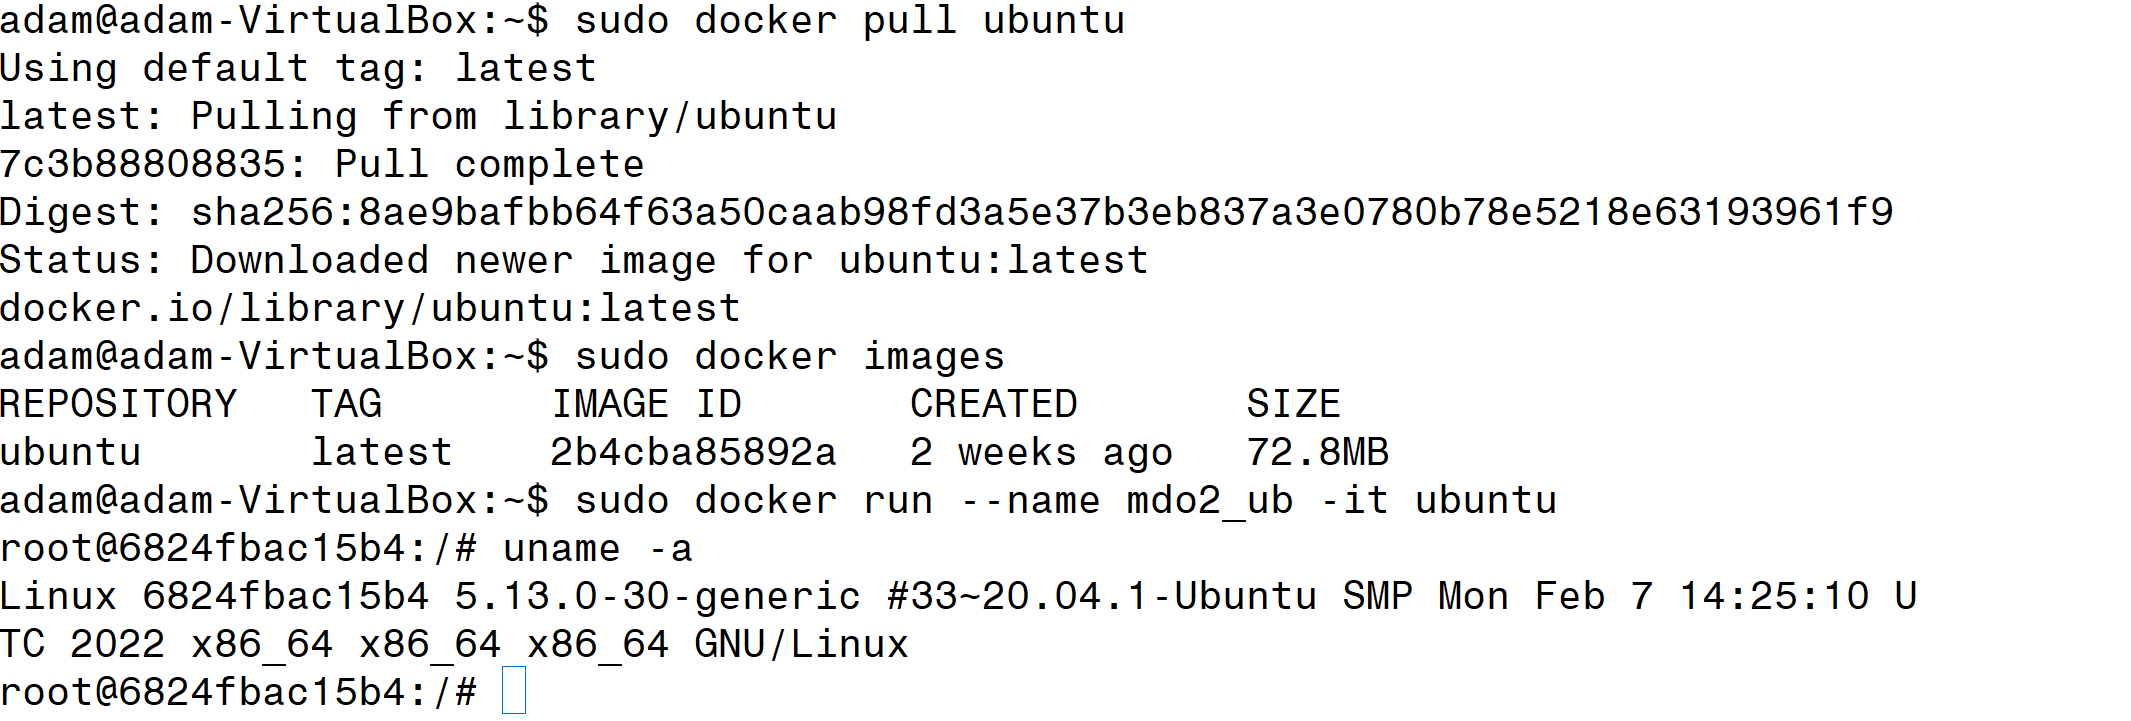 adam@adam-VirtualBox:~$ sudo docker pull ubuntu
Using default tag: latest
latest: Pulling from library/ubuntu
7c3b88808835: Pull complete
Digest: sha256:8ae9bafbb64f63a50caab98fd3a5e37b3eb837a3e0780b78e5218e63193961f9
Status: Downloaded newer image for ubuntu:latest
docker.io/library/ubuntu:latest
adam@adam-VirtualBox:~$ sudo docker images
REPOSITORY   TAG       IMAGE ID       CREATED       SIZE
ubuntu       latest    2b4cba85892a   2 weeks ago   72.8MB
adam@adam-VirtualBox:~$ sudo docker run --name mdo2_ub -it ubuntu
root@6824fbac15b4:/# uname -a
Linux 6824fbac15b4 5.13.0-30-generic #33~20.04.1-Ubuntu SMP Mon Feb 7 14:25:10 U
TC 2022 x86_64 x86_64 x86_64 GNU/Linux
root@6824fbac15b4:/#